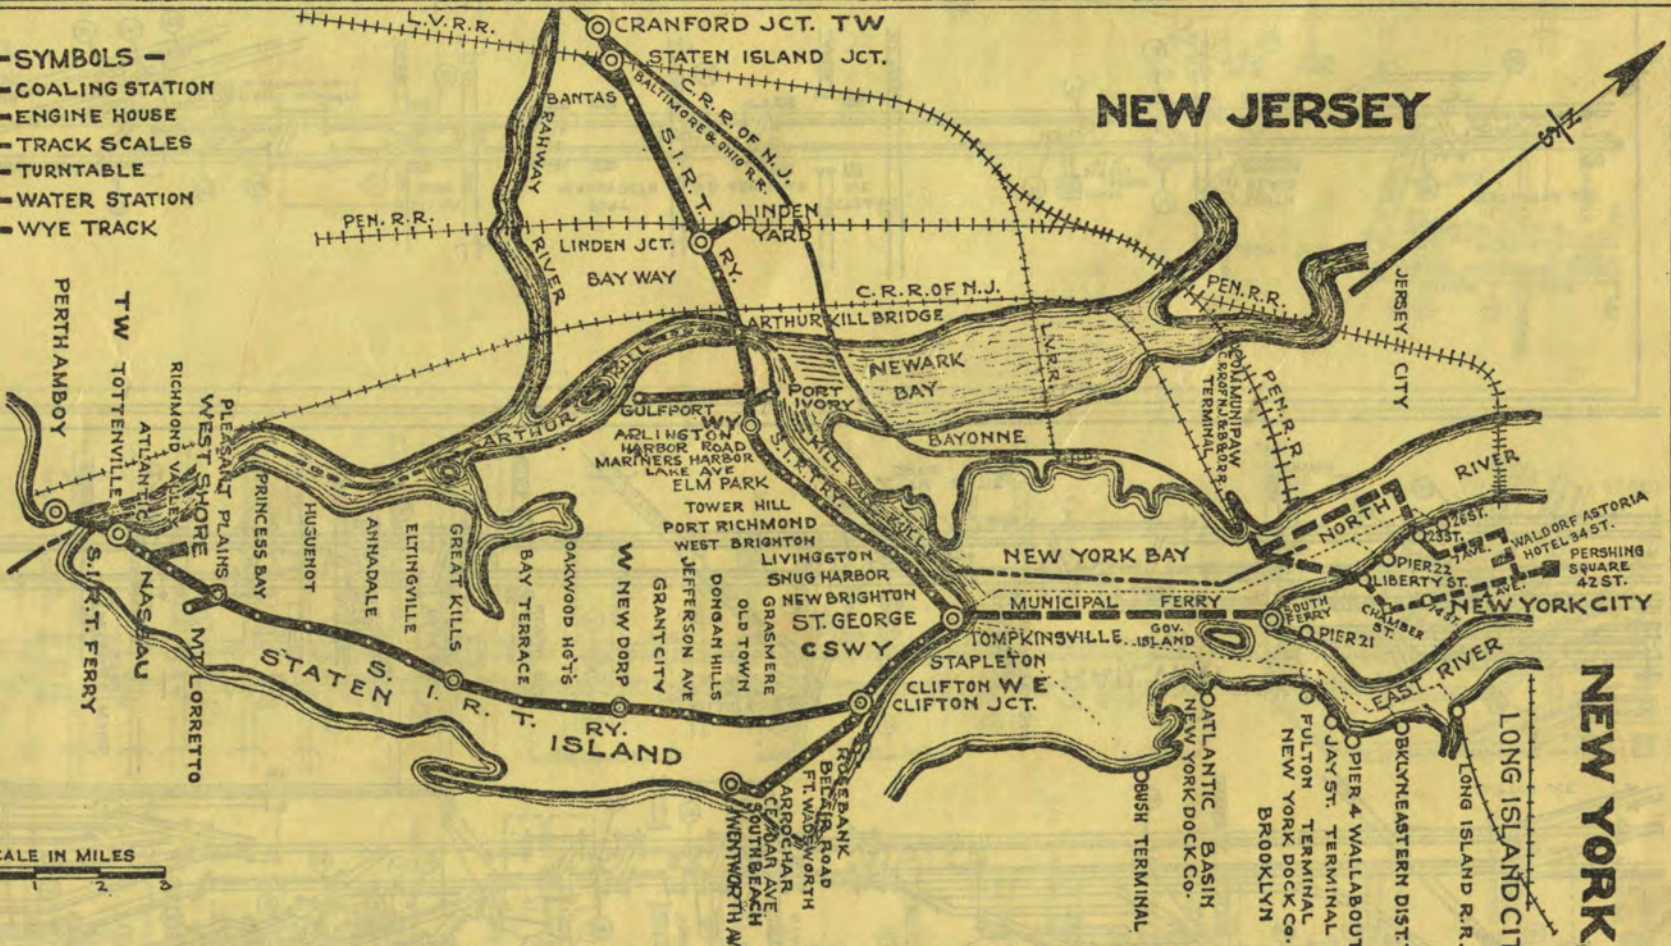 L.V.R.R.
CRANFORD JCT. TW
STATEN ISLAND JCT.
- SYMBOLS -
- COALING STATION
- ENGINE HOUSE
- TRACK SCALES
- TURNTABLE
- WATER STATION
- WYE TRACK
BANTAS
BALTIMORE & OHIO R.R.
C.R.R. OF N.J.
S.I.R.T. RY.
NEW JERSEY
N
S
RAHWAY RIVER
PEN. R.R.
LINDEN YARD
LINDEN JCT.
BAY WAY
C.R.R. OF N.J.
ARTHUR KILL BRIDGE
PEN. R.R.
JERSEY CITY
L.V.R.R.
NEWARK BAY
COMMUNIPAW
TERMINAL
PEN. R.R.
PERTH AMBOY
TW TOTTENVILLE
ATLANTIC
RICHMOND VALLEY
WEST SHORE
PLEASANT PLAINS
PRINCESS BAY
HUGUENOT
ANNADALE
ELTINGVILLE
GREAT KILLS
BAY TERRACE
OAKWOOD HG'TS
W NEW DORP
GRANT CITY
JEFFERSON AVE
DONGAN HILLS
OLD TOWN
GRASMERE
ARTHUR KILL
GULFPORT
PORT IVORY
WY
ARLINGTON
HARBOR ROAD
MARINERS HARBOR
LAKE AVE
ELM PARK
TOWER HILL
PORT RICHMOND
WEST BRIGHTON
LIVINGSTON
SNUG HARBOR
NEW BRIGHTON
ST. GEORGE
CSWY
S.I.R.T. RY.
KILL VAN KULL
BAYONNE
NEW YORK BAY
NORTH RIVER
26 ST.
23 ST.
7 AVE.
WALDORF ASTORIA
HOTEL 34 ST.
PERSHING
SQUARE
42 ST.
PIER 22
LIBERTY ST.
CHAMBER ST.
AVE.
NEW YORK CITY
MUNICIPAL FERRY
SOUTH FERRY
GOV. ISLAND
PIER 21
TOMPKINSVILLE
STAPLETON
CLIFTON W E
CLIFTON JCT.
EAST RIVER
S.I.R.T. FERRY
NASSAU
MT. LORRETTO
STATEN ISLAND
S. I. R. T. RY.
ROSEBANK
BELAIR ROAD
FT. WADSWORTH
ARROCHAR
CEADAR AVE.
SOUTH BEACH
WENTWORTH AV
BUSH TERMINAL
ATLANTIC BASIN
NEW YORK DOCK CO.
FULTON TERMINAL
NEW YORK DOCK CO.
BROOKLYN
JAY ST. TERMINAL
PIER 4 WALLABOUT
BKLYN. EASTERN DIST.
LONG ISLAND R.R.
LONG ISLAND CIT
NEW YORK
CALE IN MILES
1 2 3